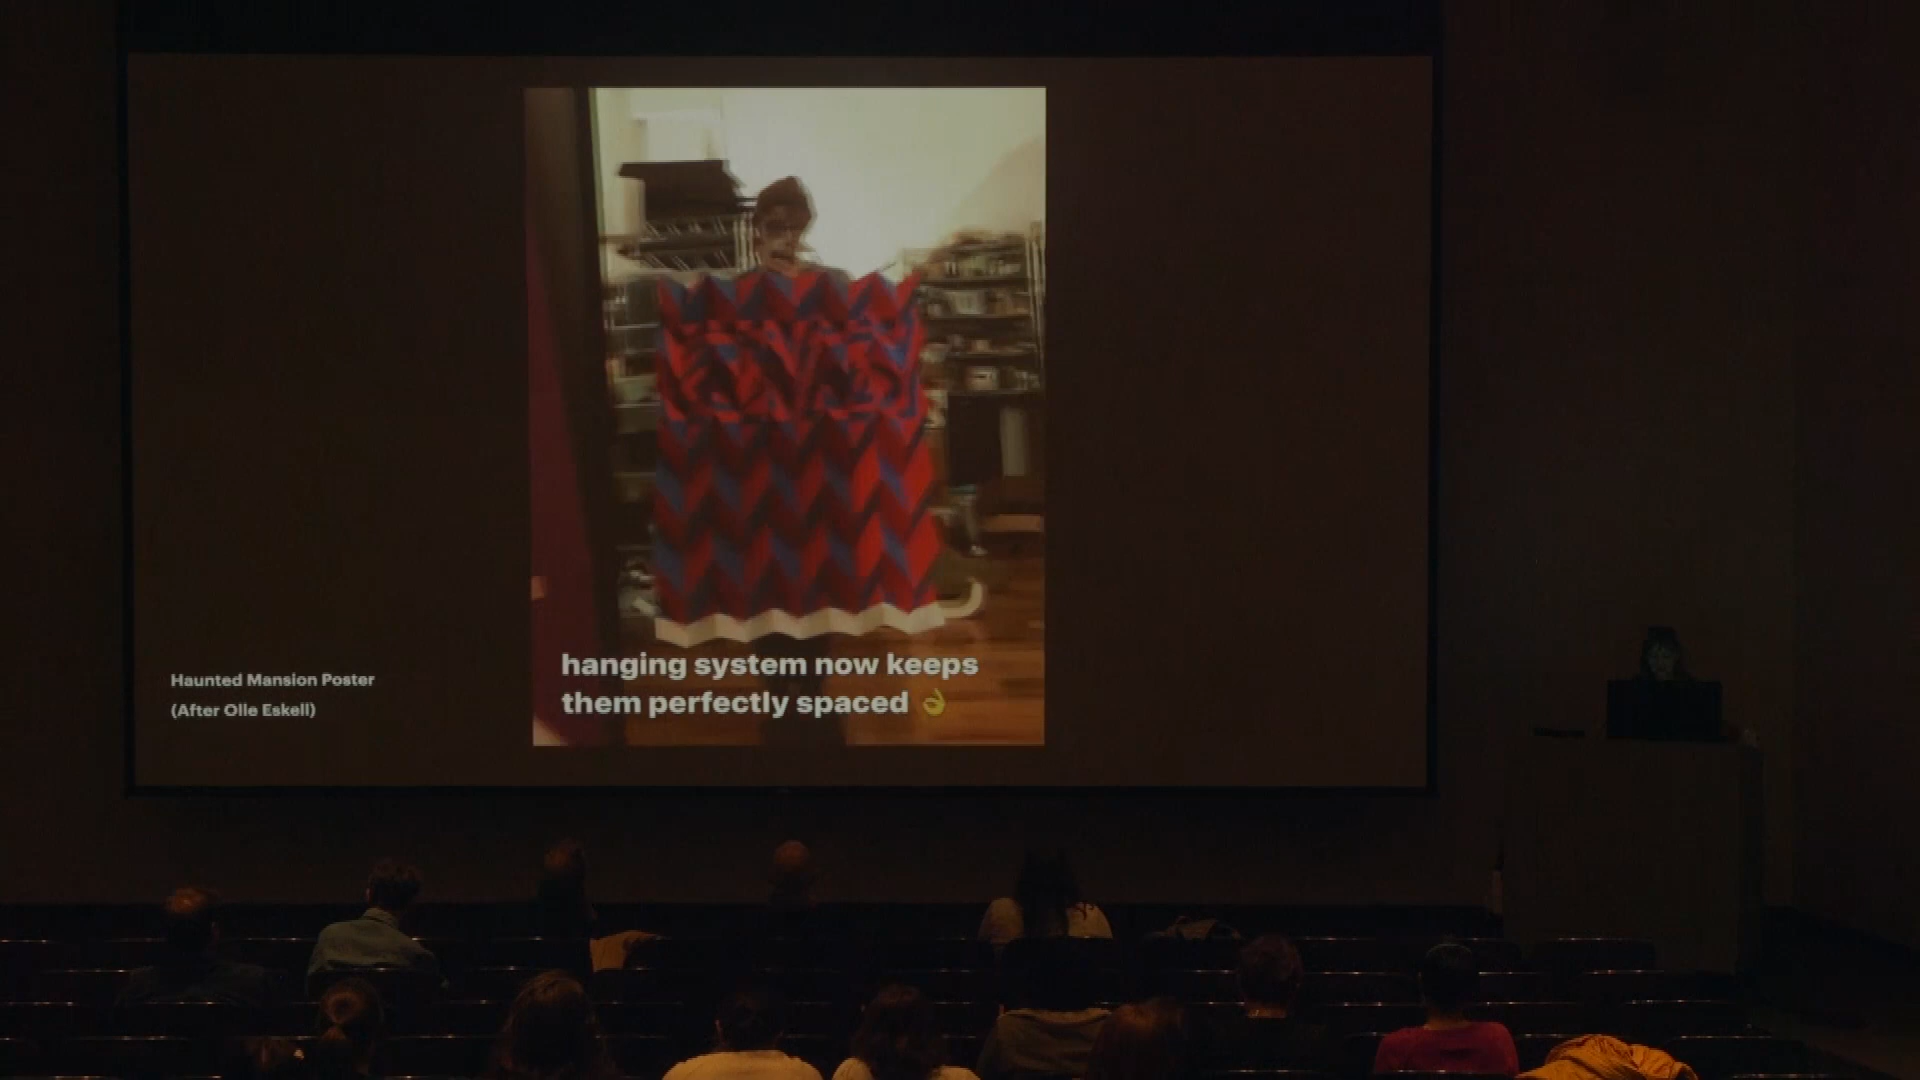 Haunted Mansion Poster
(After Olle Eskell)
hanging system now keeps
them perfectly spaced 👌